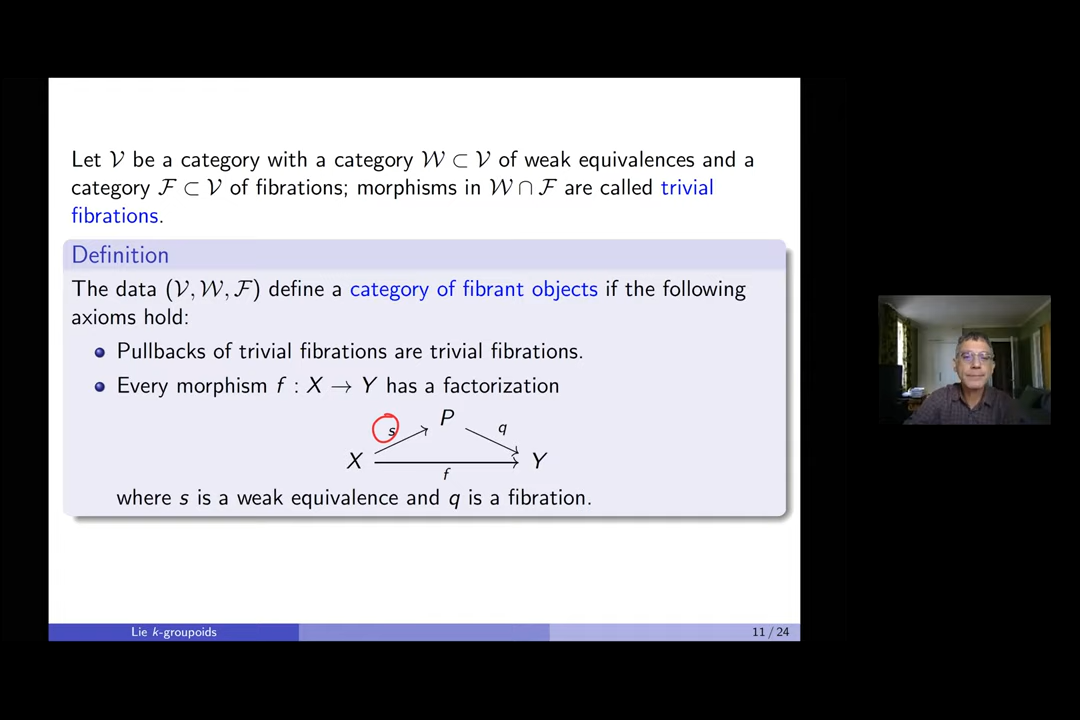 Let 𝒱 be a category with a category 𝒲 ⊂ 𝒱 of weak equivalences and a
category ℱ ⊂ 𝒱 of fibrations; morphisms in 𝒲 ∩ ℱ are called trivial
fibrations.
Definition
The data (𝒱, 𝒲, ℱ) define a category of fibrant objects if the following
axioms hold:
Pullbacks of trivial fibrations are trivial fibrations.
Every morphism f : X → Y has a factorization
P
s q
X Y
f
where s is a weak equivalence and q is a fibration.
Lie k-groupoids 11 / 24